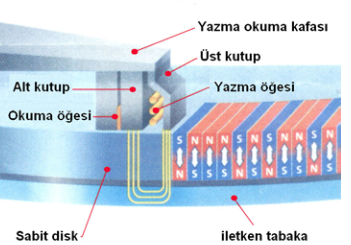 Yazma okuma kafası
Üst kutup
Alt kutup
Yazma öğesi
Okuma öğesi
S S N N S S N N S S
N N S S N N S S N N
Sabit disk
iletken tabaka